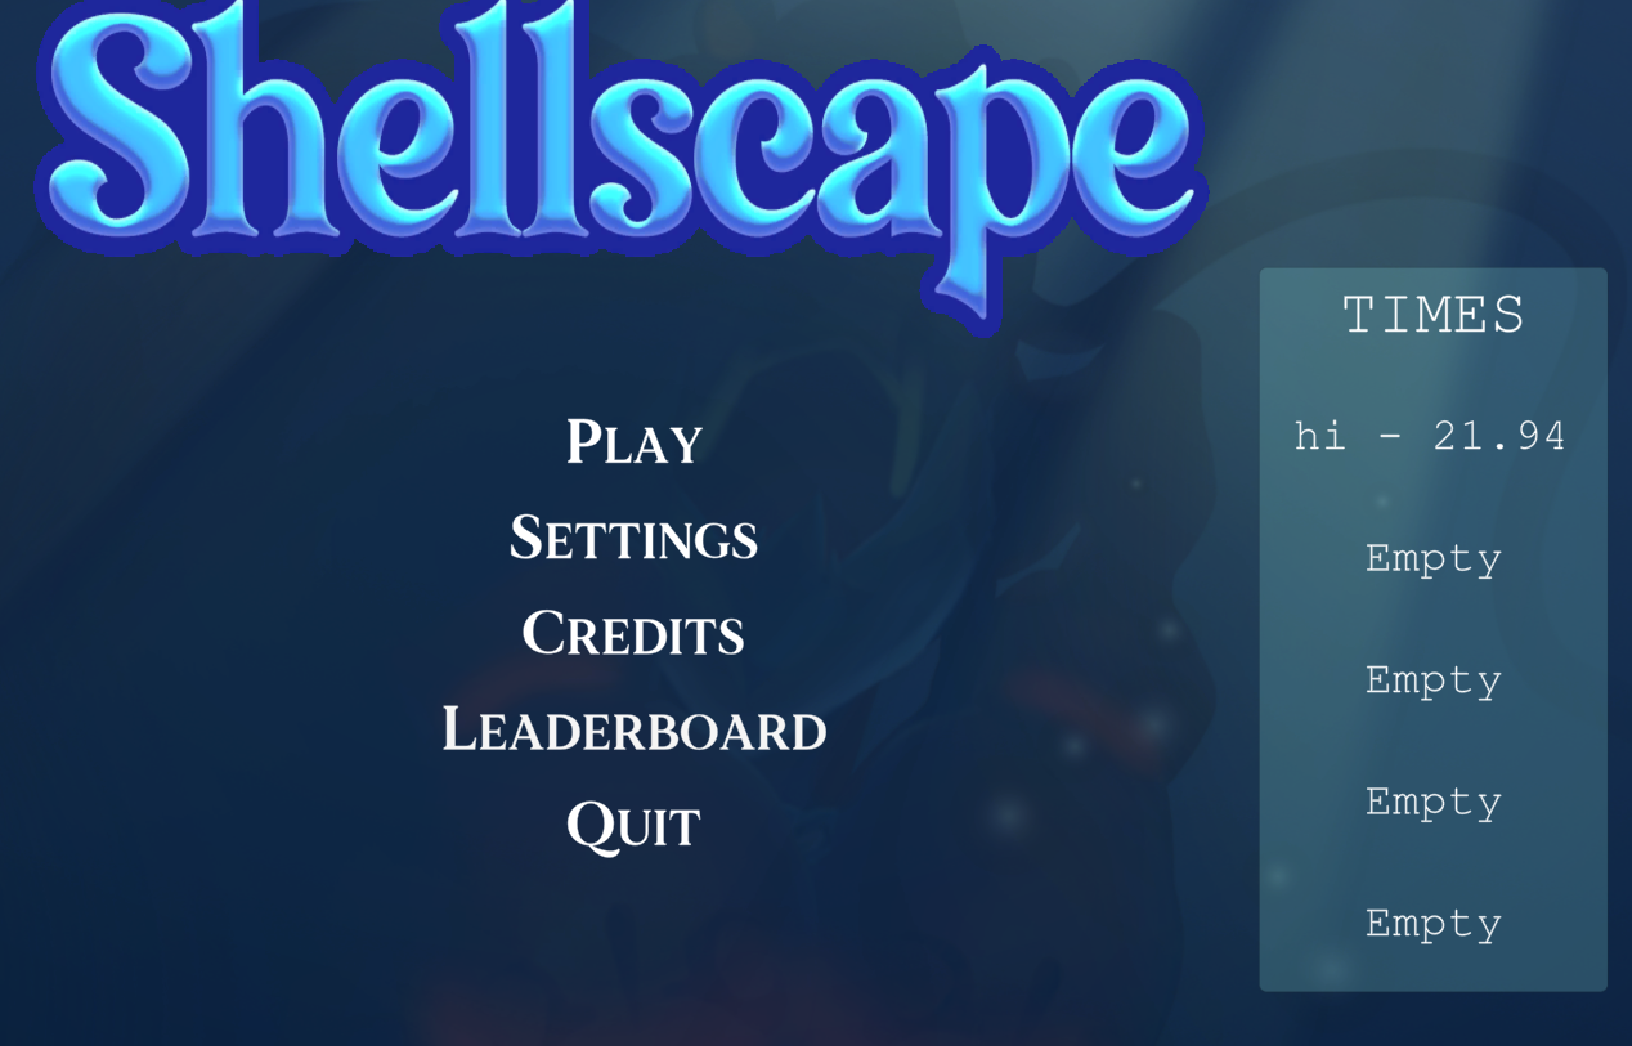 Shellscape
Play
Settings
Credits
Leaderboard
Quit
TIMES
hi - 21.94
Empty
Empty
Empty
Empty